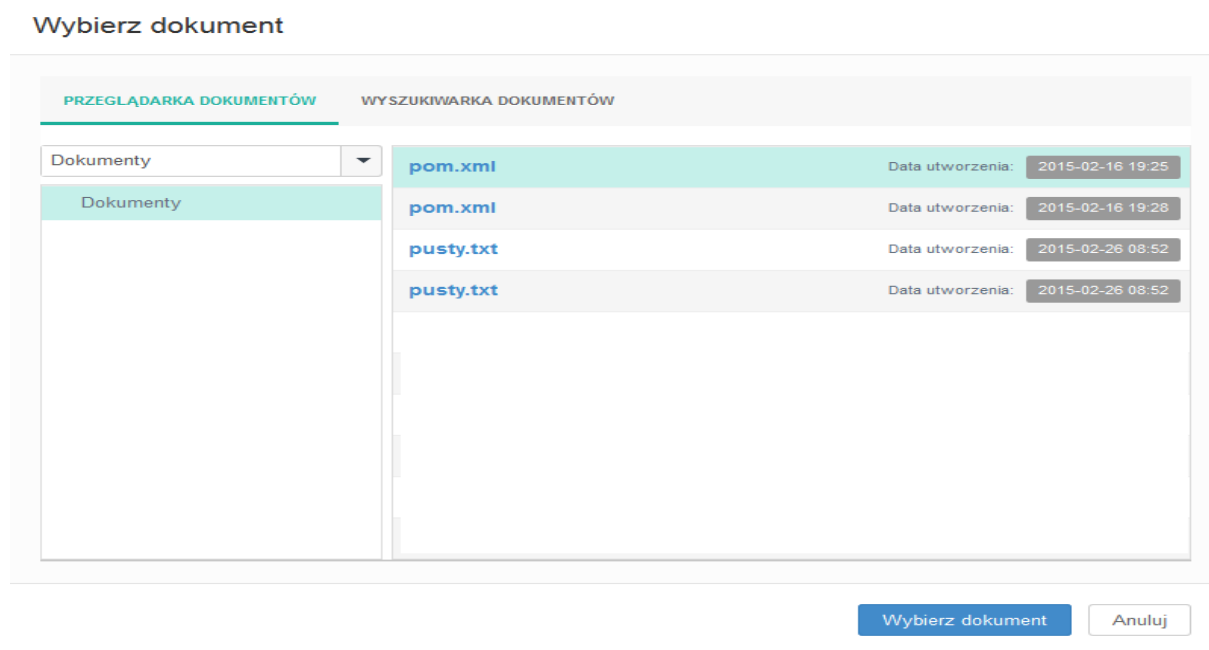 Wybierz dokument
PRZEGLĄDARKA DOKUMENTÓW WYSZUKIWARKA DOKUMENTÓW
Dokumenty
Dokumenty
pom.xml Data utworzenia: 2015-02-16 19:25
pom.xml Data utworzenia: 2015-02-16 19:28
pusty.txt Data utworzenia: 2015-02-26 08:52
pusty.txt Data utworzenia: 2015-02-26 08:52
Wybierz dokument Anuluj